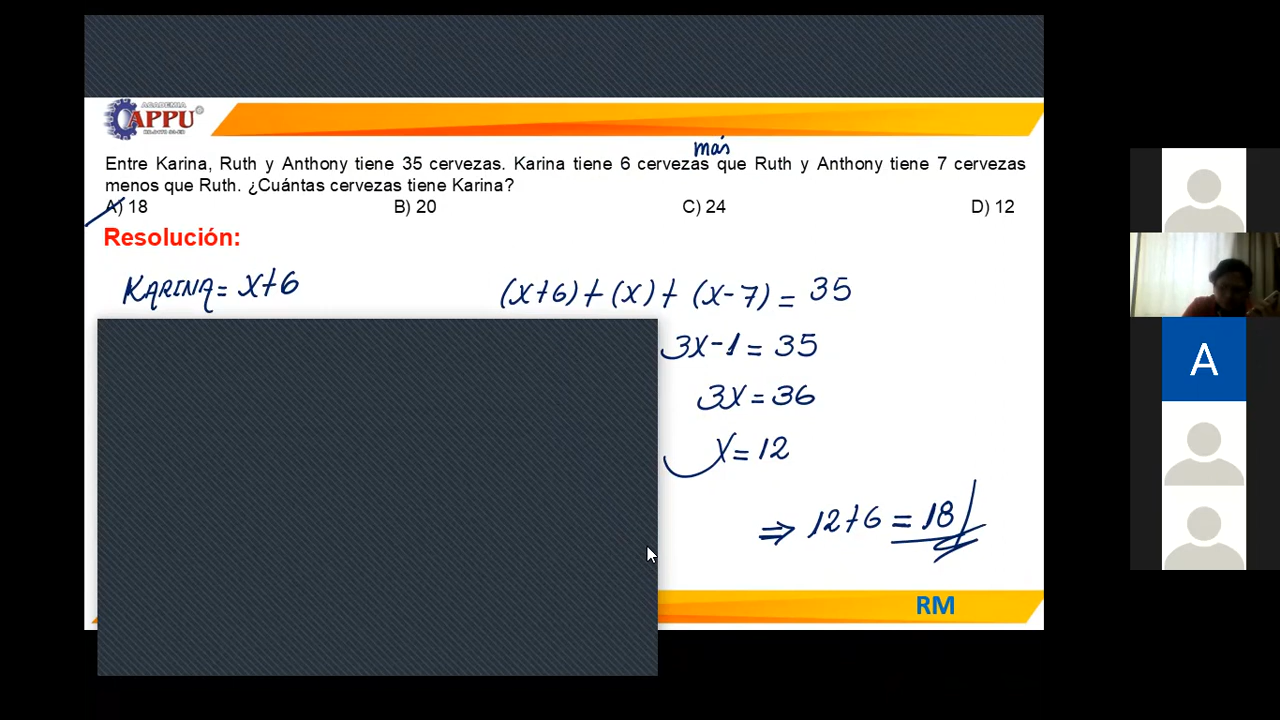 ACADEMIA
APPU
más
Entre Karina, Ruth y Anthony tiene 35 cervezas. Karina tiene 6 cervezas que Ruth y Anthony tiene 7 cervezas
menos que Ruth. ¿Cuántas cervezas tiene Karina?
A) 18 B) 20 C) 24 D) 12
Resolución:
KARINA = x+6 (x+6) + (x) + (x-7) = 35
3x-1 = 35
3x = 36
x = 12
⇒ 12+6 = 18
RM
A